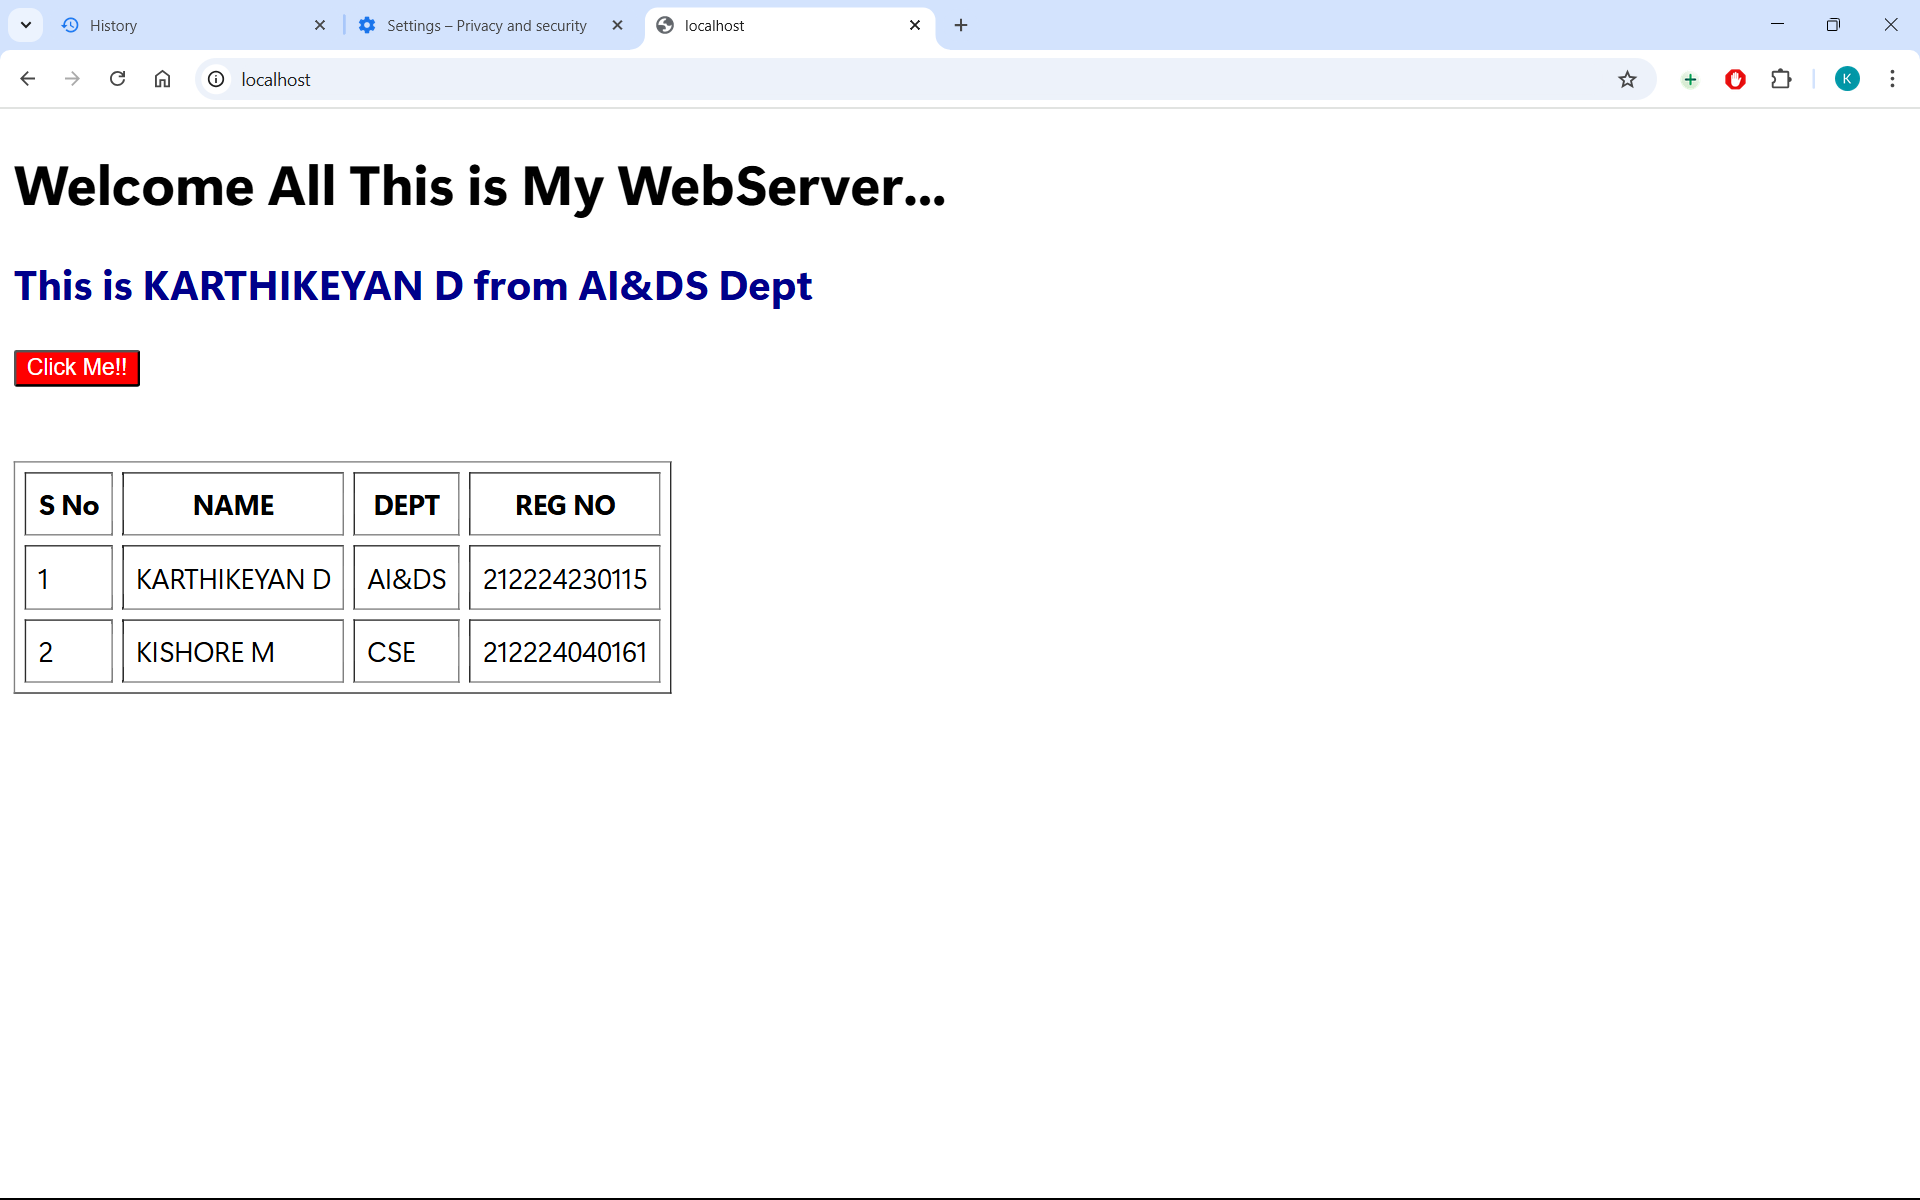 History
Settings – Privacy and security
localhost
localhost
K
Welcome All This is My WebServer...
This is KARTHIKEYAN D from AI&DS Dept
Click Me!!
S No NAME DEPT REG NO
1 KARTHIKEYAN D AI&DS 212224230115
2 KISHORE M CSE 212224040161